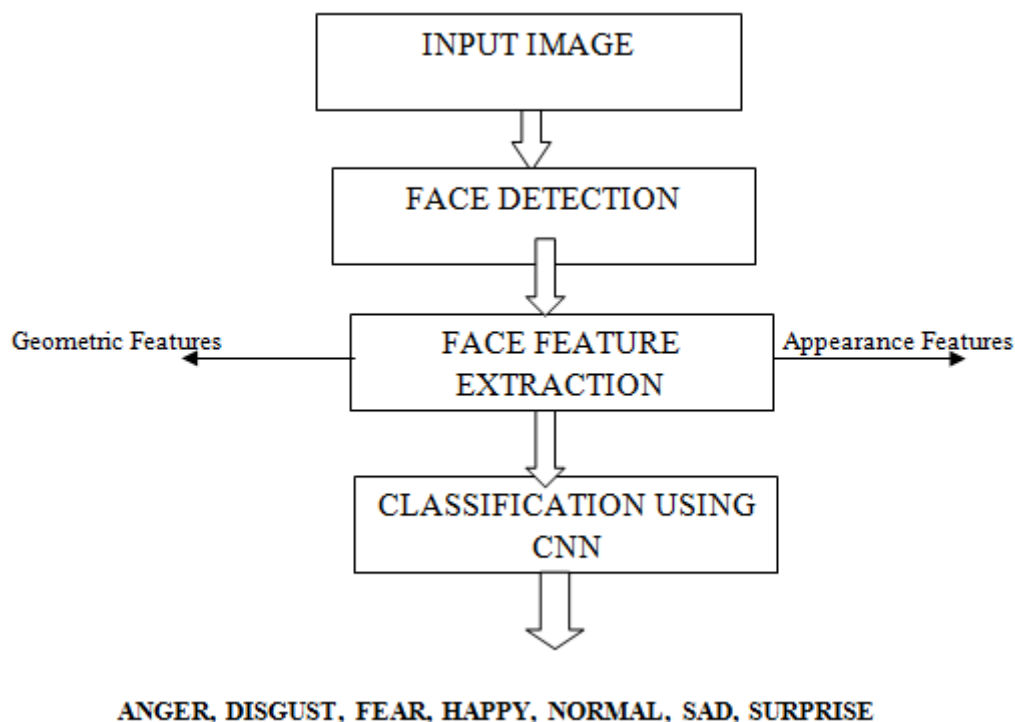 INPUT IMAGE
FACE DETECTION
Geometric Features
FACE FEATURE
EXTRACTION
Appearance Features
CLASSIFICATION USING
CNN
ANGER, DISGUST, FEAR, HAPPY, NORMAL, SAD, SURPRISE